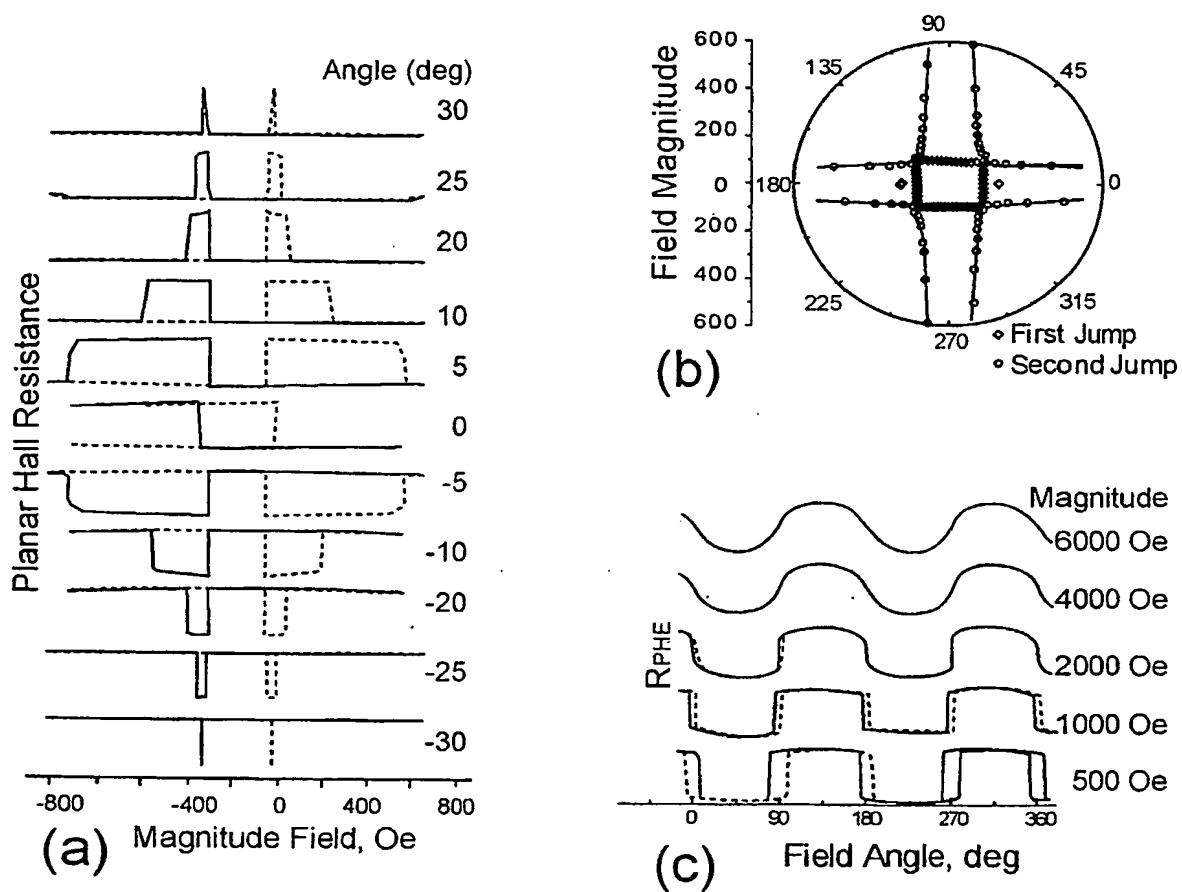 Angle (deg)
30
25
20
10
5
0
-5
-10
-20
-25
-30
Planar Hall Resistance
-800
-400
0
400
800
Magnitude Field, Oe
(a)
600
500
400
200
0
200
400
600
Field Magnitude
90
135
45
180
0
225
315
270
First Jump
Second Jump
(b)
Magnitude
6000 Oe
4000 Oe
2000 Oe
1000 Oe
500 Oe
RPHE
0
90
180
270
360
Field Angle, deg
(c)